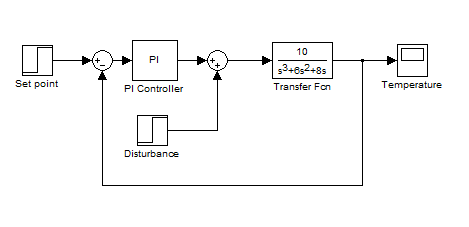 PI
10
s³+6s²+8s
Set point
PI Controller
Transfer Fcn
Temperature
Disturbance